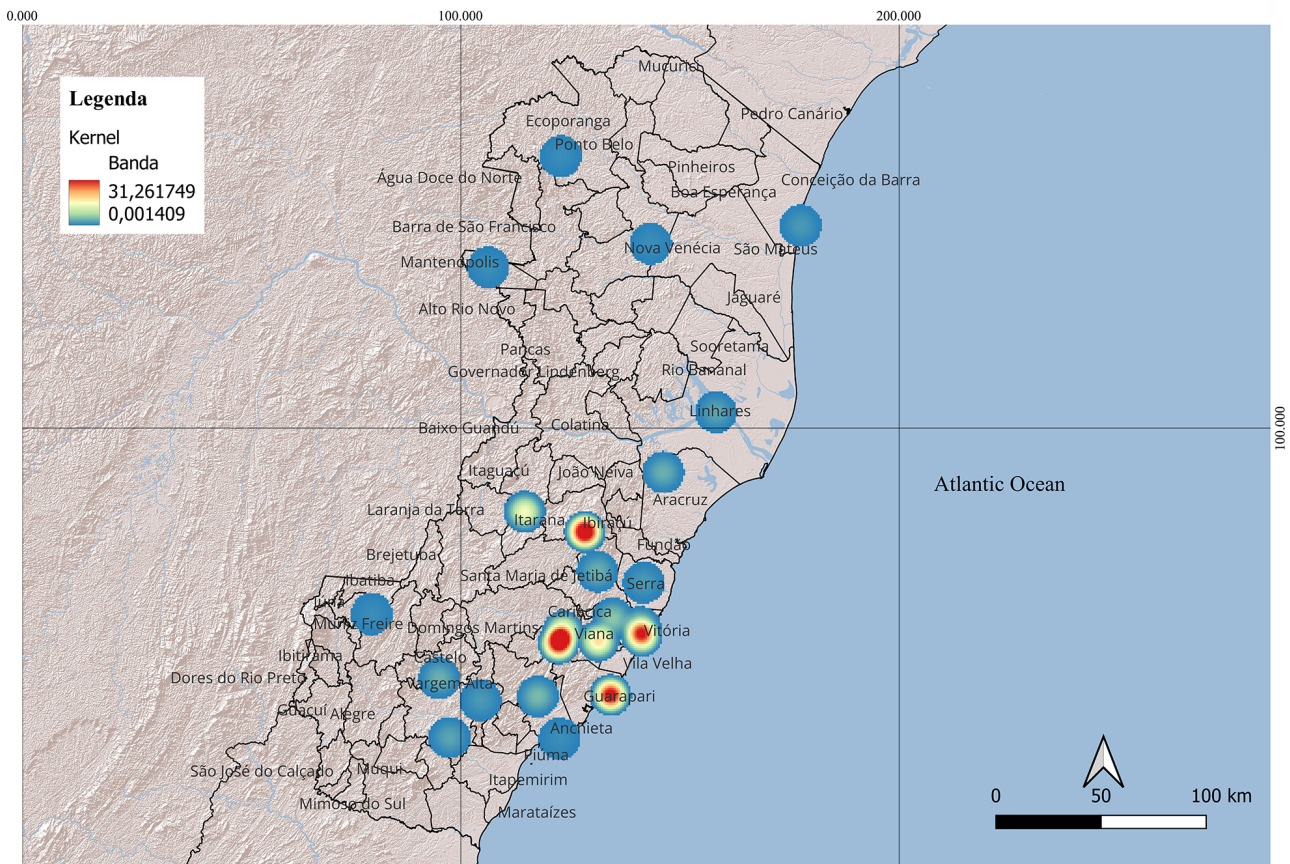 0.000
100.000
200.000
Legenda
Kernel
Banda
31,261749
0,001409
Mucurici
Pedro Canário
Ecoporanga
Ponto Belo
Pinheiros
Água Doce do Norte
Conceição da Barra
Boa Esperança
Barra de São Francisco
Nova Venécia
São Mateus
Mantenópolis
Jaguaré
Alto Rio Novo
Sooretama
Pancas
Governador Lindenberg
Rio Bananal
Linhares
Colatina
Baixo Guandu
100.000
Itaguaçu
João Neiva
Atlantic Ocean
Aracruz
Laranja da Terra
Itarana
Ibiraçu
Fundão
Brejetuba
Santa Maria de Jetibá
Ibatiba
Serra
Iúna
Cariacica
Muniz Freire
Domingos Martins
Viana
Vitória
Ibitirama
Castelo
Vila Velha
Dores do Rio Preto
Vargem Alta
Guarapari
Guaçuí
Alegre
Anchieta
Piúma
São José do Calçado
Muqui
Itapemirim
Mimoso do Sul
Marataízes
0
50
100 km